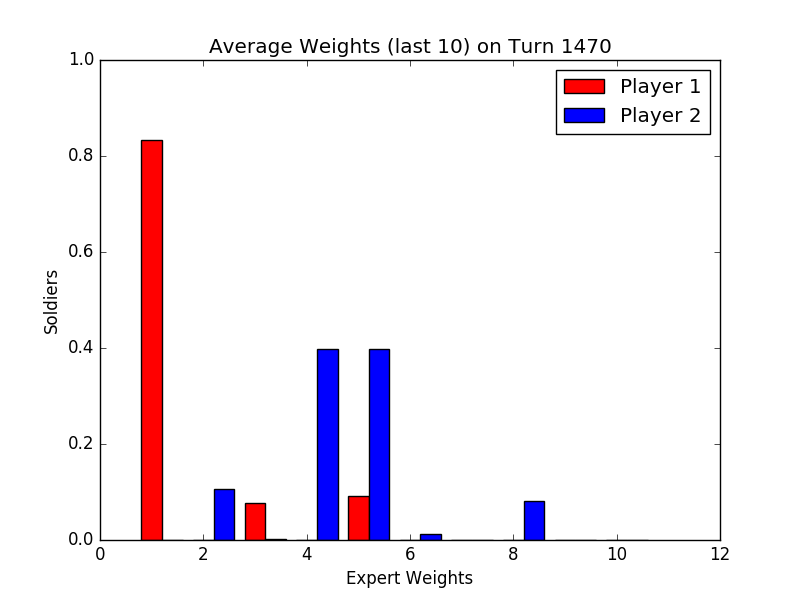 Average Weights (last 10) on Turn 1470
1.0
Player 1
Player 2
0.8
0.6
Soldiers
0.4
0.2
0.0
0 2 4 6 8 10 12
Expert Weights